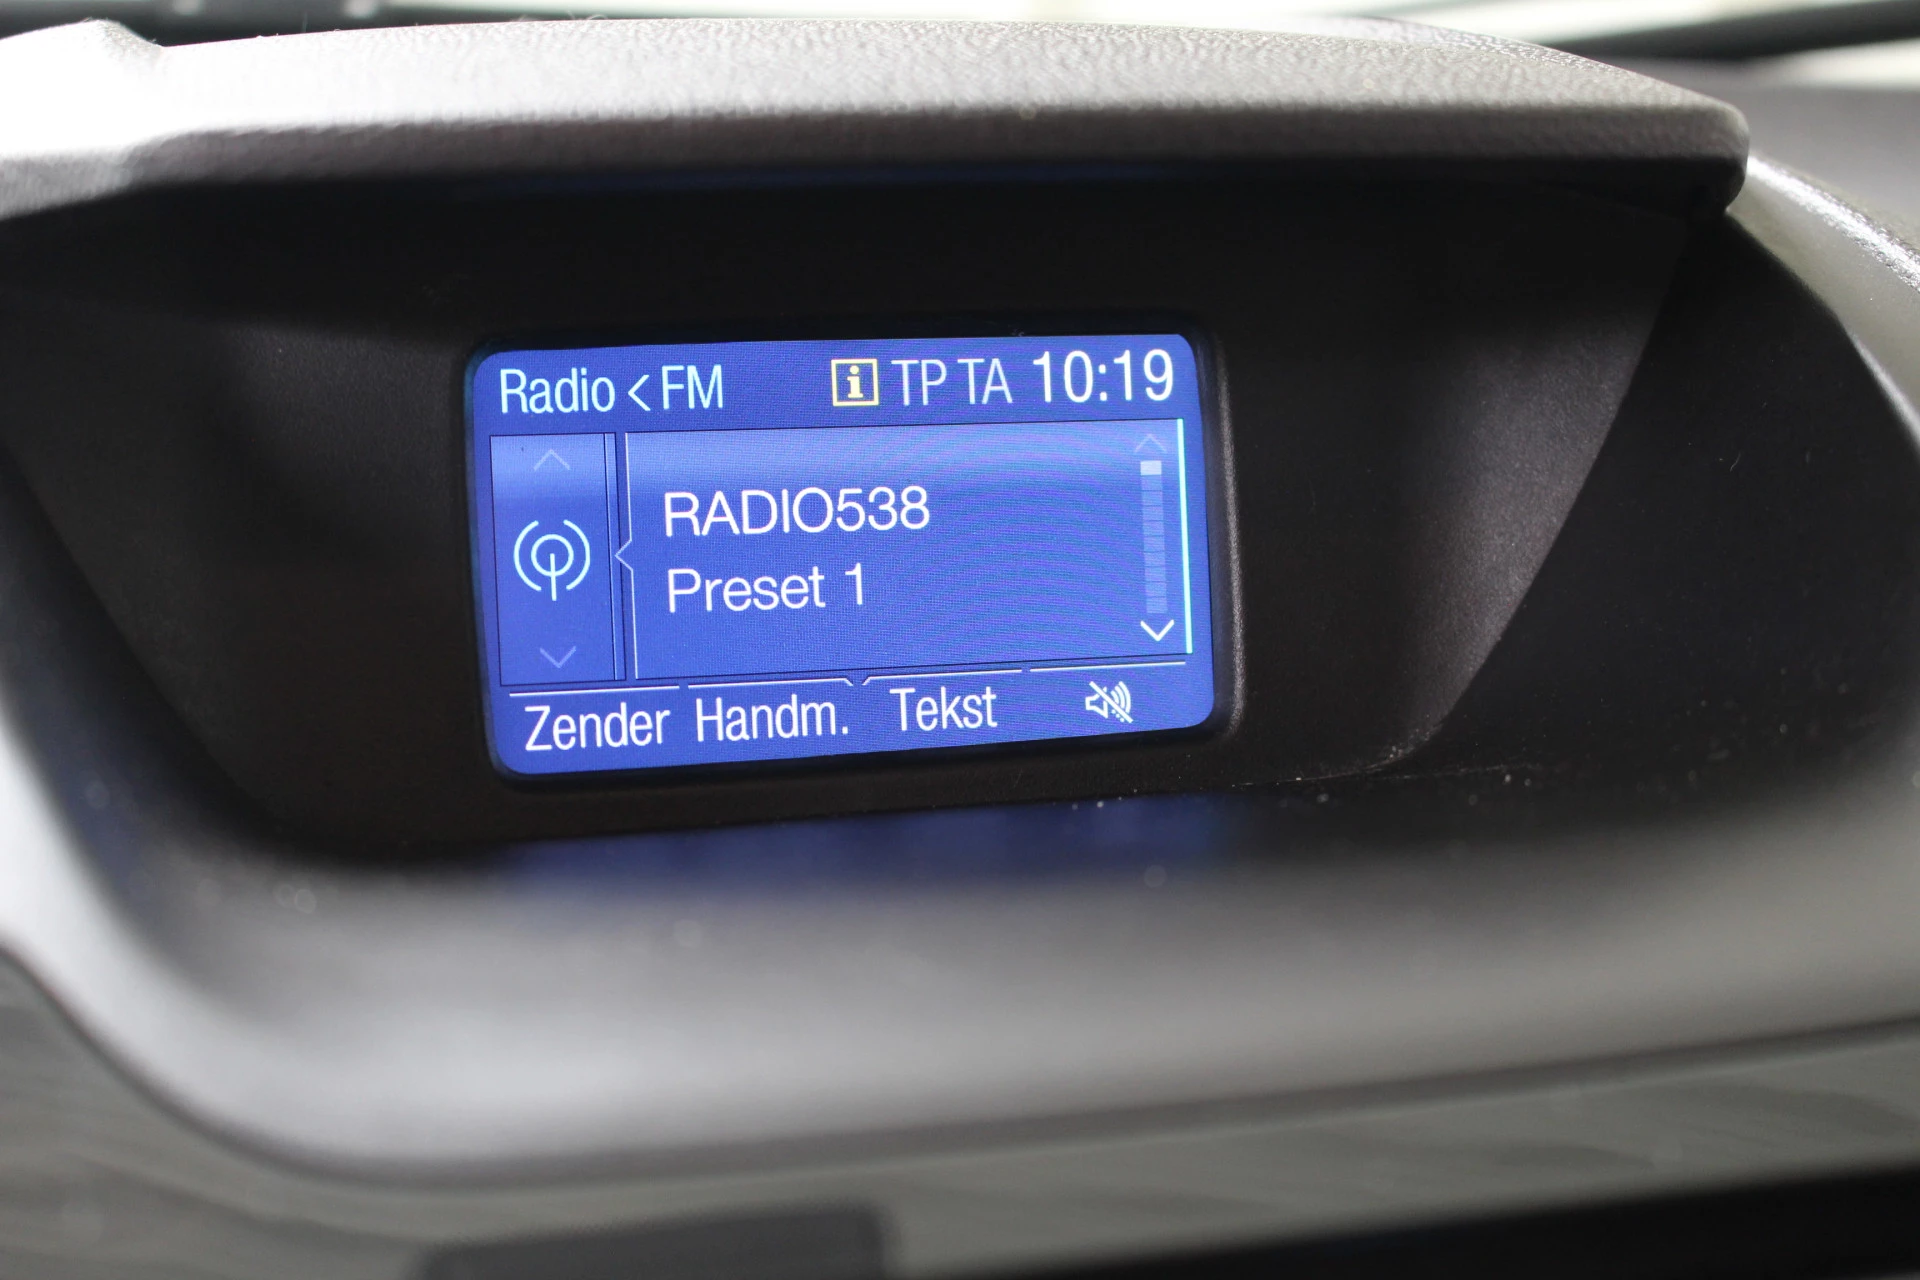 Radio < FM i TP TA 10:19
RADIO538
Preset 1
Zender Handm. Tekst